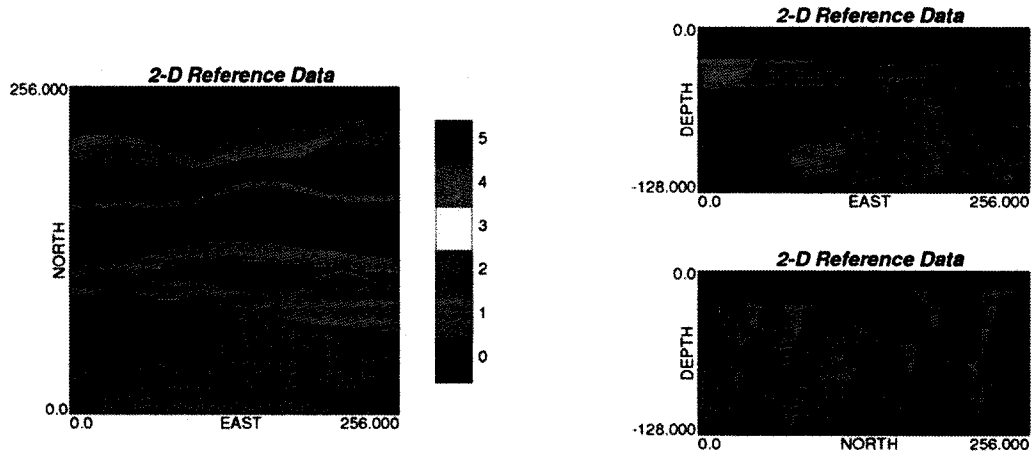 2-D Reference Data
256.000
NORTH
0.0
0.0
EAST
256.000
5
4
3
2
1
0
2-D Reference Data
0.0
DEPTH
-128.000
0.0
EAST
256.000
2-D Reference Data
0.0
DEPTH
-128.000
0.0
NORTH
256.000